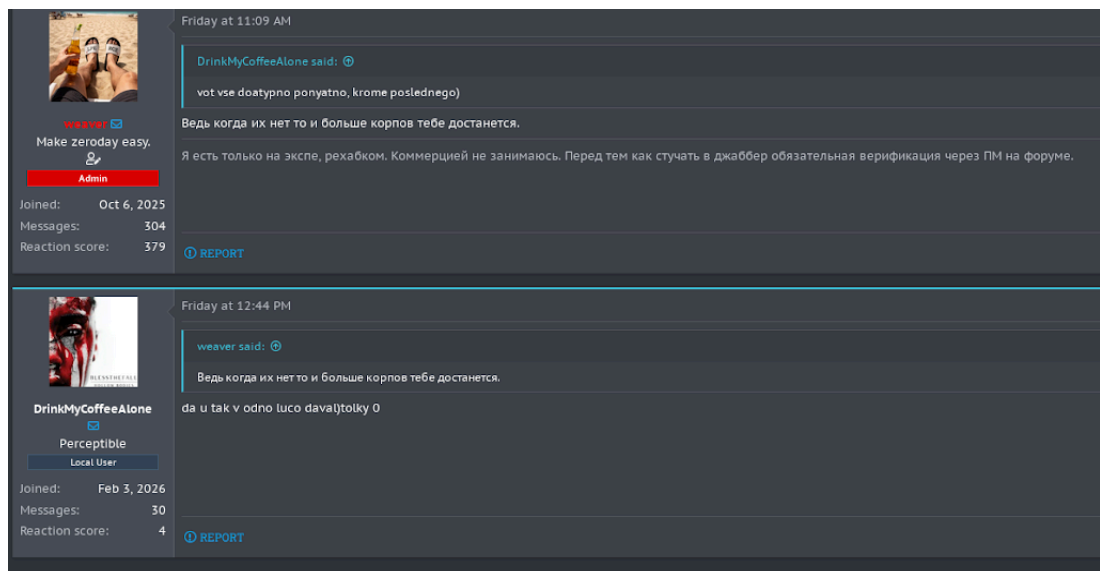 Friday at 11:09 AM
DrinkMyCoffeeAlone said:
vot vse doatypno ponyatno, krome poslednego)
weaver
Make zeroday easy.
Admin
Joined: Oct 6, 2025
Messages: 304
Reaction score: 379
Ведь когда их нет то и больше корпов тебе достанется.
Я есть только на экспе, рехабком. Коммерцией не занимаюсь. Перед тем как стучать в джаббер обязательная верификация через ПМ на форуме.
REPORT
Friday at 12:44 PM
weaver said:
Ведь когда их нет то и больше корпов тебе достанется.
DrinkMyCoffeeAlone
Perceptible
Local User
Joined: Feb 3, 2026
Messages: 30
Reaction score: 4
da u tak v odno luco daval)tolky 0
REPORT